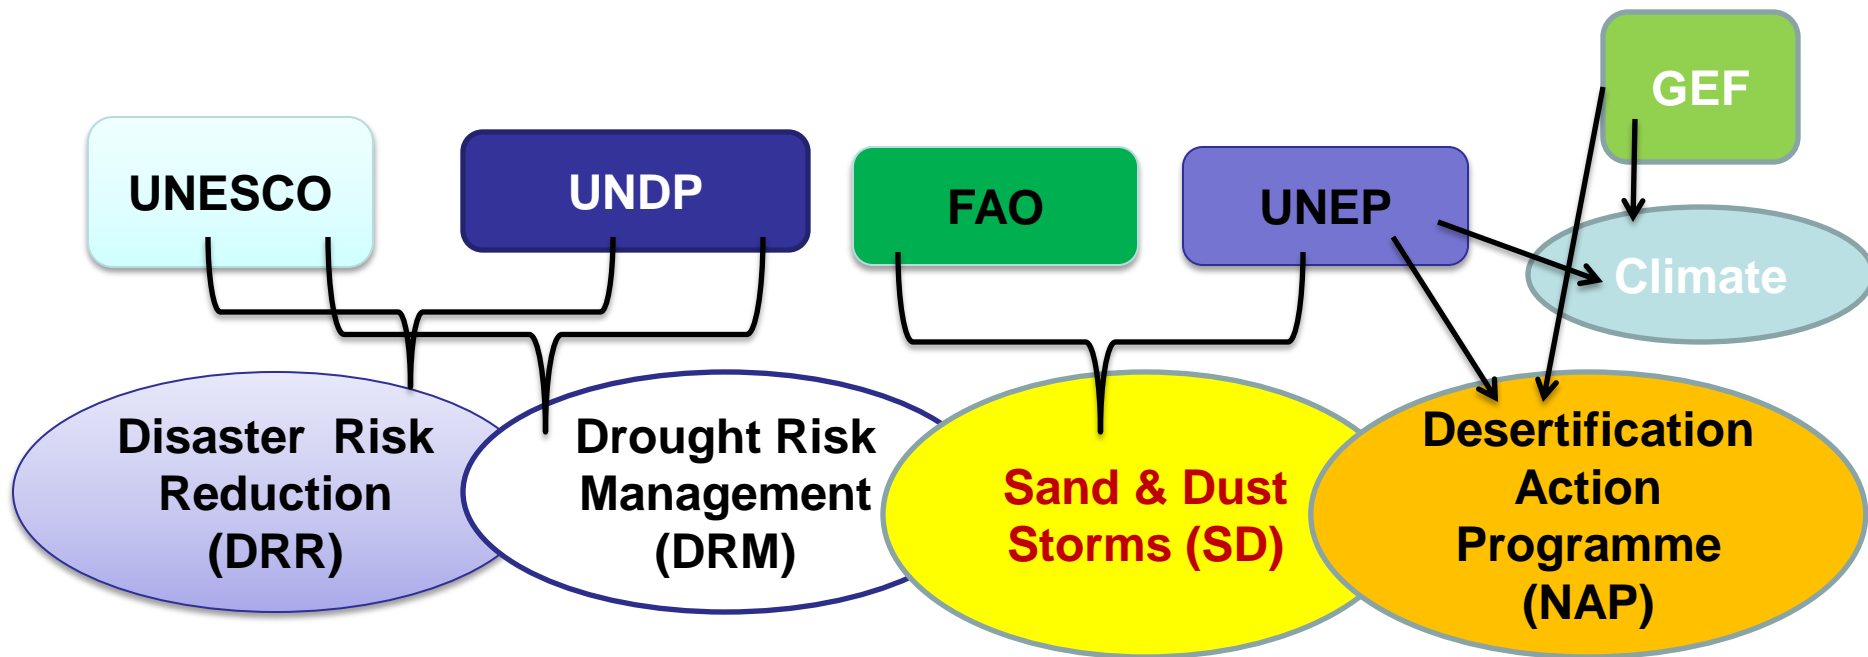 GEF
UNESCO
UNDP
FAO
UNEP
Climate
Disaster Risk
Reduction
(DRR)
Drought Risk
Management
(DRM)
Sand & Dust
Storms (SD)
Desertification
Action
Programme
(NAP)